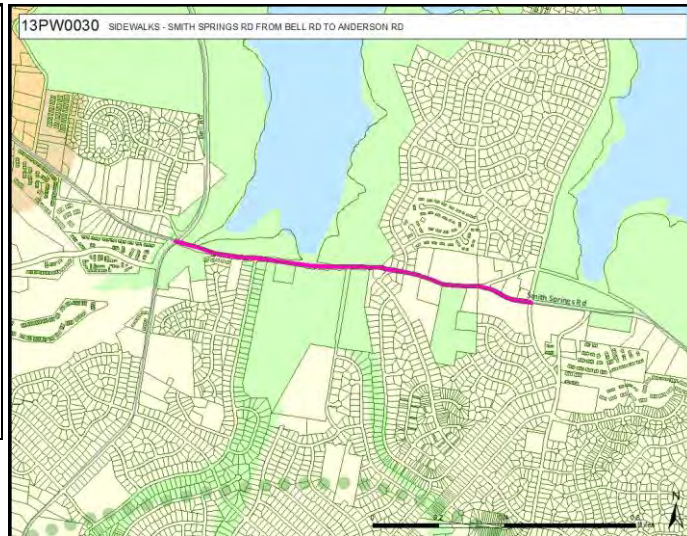 13PW0030 SIDEWALKS - SMITH SPRINGS RD FROM BELL RD TO ANDERSON RD
Smith Springs Rd
N